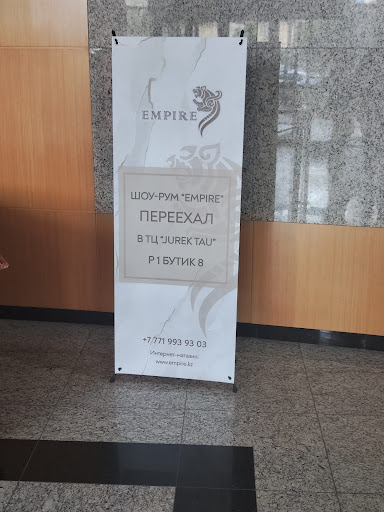 EMPIRE
ШОУ-РУМ "EMPIRE"
ПЕРЕЕХАЛ
В ТЦ "JUREK TAU"
P 1 БУТИК 8
+7 771 993 93 03
Интернет-магазин:
www.empire.kz